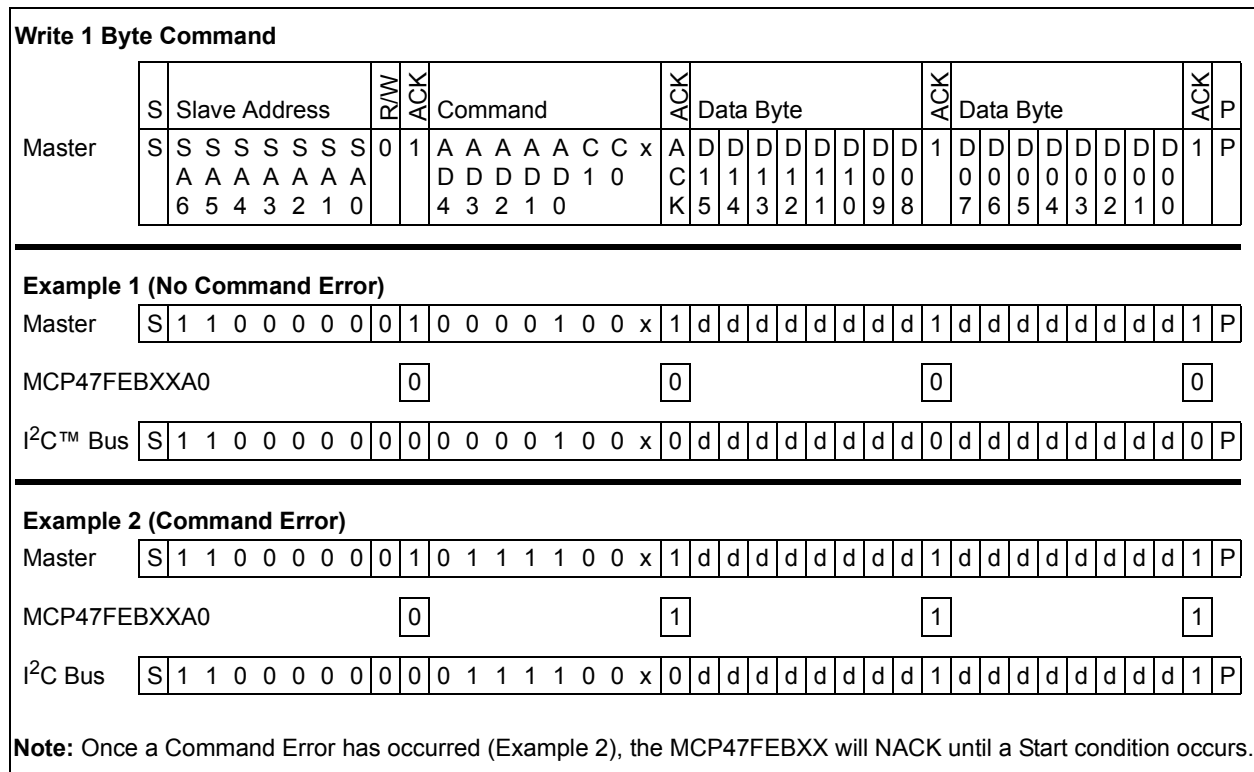 Write 1 Byte Command
S Slave Address R/W ACK Command ACK Data Byte ACK Data Byte ACK P
Master S S S S S S S S 0 1 A A A A A C C x A D D D D D D D D 1 D D D D D D D D 1 P
A A A A A A A D D D D D 1 0 C 1 1 1 1 1 1 0 0 0 0 0 0 0 0 0 0
6 5 4 3 2 1 0 4 3 2 1 0 K 5 4 3 2 1 0 9 8 7 6 5 4 3 2 1 0
Example 1 (No Command Error)
Master S 1 1 0 0 0 0 0 0 1 0 0 0 0 1 0 0 x 1 d d d d d d d d 1 d d d d d d d d 1 P
MCP47FEBXXA0 0 0 0 0
I²C™ Bus S 1 1 0 0 0 0 0 0 0 0 0 0 0 1 0 0 x 0 d d d d d d d d 0 d d d d d d d d 0 P
Example 2 (Command Error)
Master S 1 1 0 0 0 0 0 0 1 0 1 1 1 1 0 0 x 1 d d d d d d d d 1 d d d d d d d d 1 P
MCP47FEBXXA0 0 1 1 1
I²C Bus S 1 1 0 0 0 0 0 0 0 0 1 1 1 1 0 0 x 0 d d d d d d d d 1 d d d d d d d d 1 P
Note: Once a Command Error has occurred (Example 2), the MCP47FEBXX will NACK until a Start condition occurs.